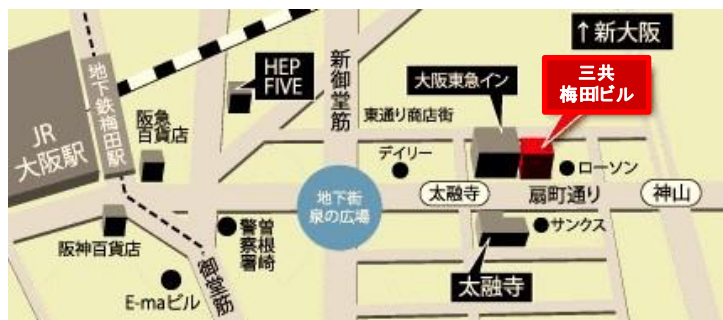 ↑新大阪
三共
梅田ビル
HEP
FIVE
新御堂筋
大阪東急イン
東通り商店街
地下鉄梅田駅
JR
大阪駅
阪急
百貨店
デイリー
ローソン
地下街
泉の広場
太融寺
扇町通り
神山
阪神百貨店
曽根崎
警察署
サンクス
御堂筋
太融寺
E-maビル